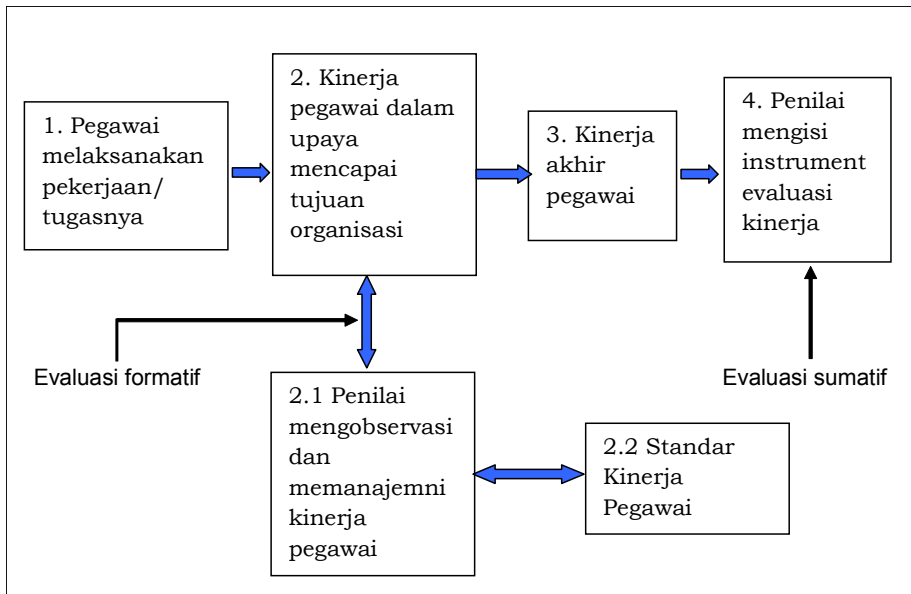 1. Pegawai
melaksanakan
pekerjaan/
tugasnya
2. Kinerja
pegawai dalam
upaya
mencapai
tujuan
organisasi
3. Kinerja
akhir
pegawai
4. Penilai
mengisi
instrument
evaluasi
kinerja
Evaluasi formatif
Evaluasi sumatif
2.1 Penilai
mengobservasi
dan
memanajemni
kinerja
pegawai
2.2 Standar
Kinerja
Pegawai